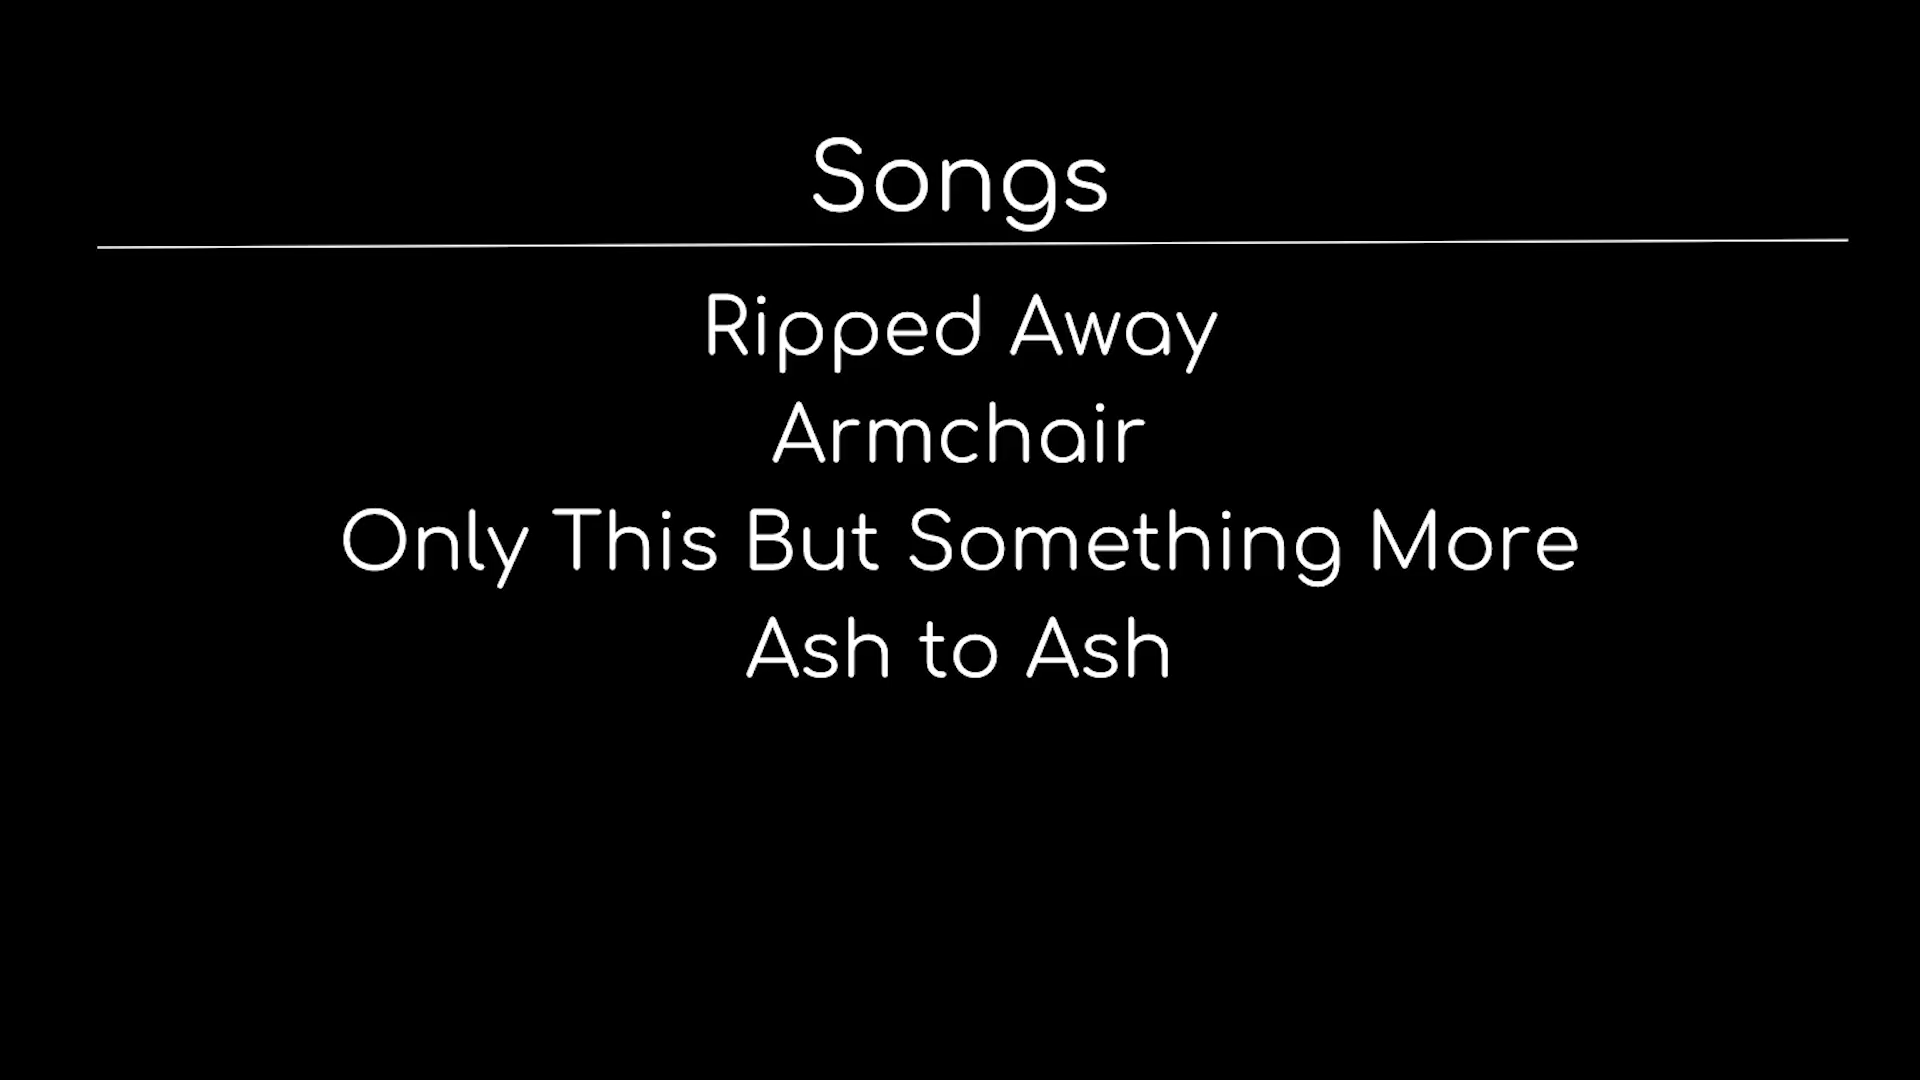 Songs
Ripped Away
Armchair
Only This But Something More
Ash to Ash